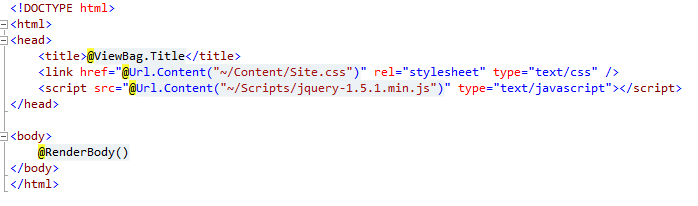 <!DOCTYPE html>
<html>
<head>
    <title>@ViewBag.Title</title>
    <link href="@Url.Content("~/Content/Site.css")" rel="stylesheet" type="text/css" />
    <script src="@Url.Content("~/Scripts/jquery-1.5.1.min.js")" type="text/javascript"></script>
</head>

<body>
    @RenderBody()
</body>
</html>